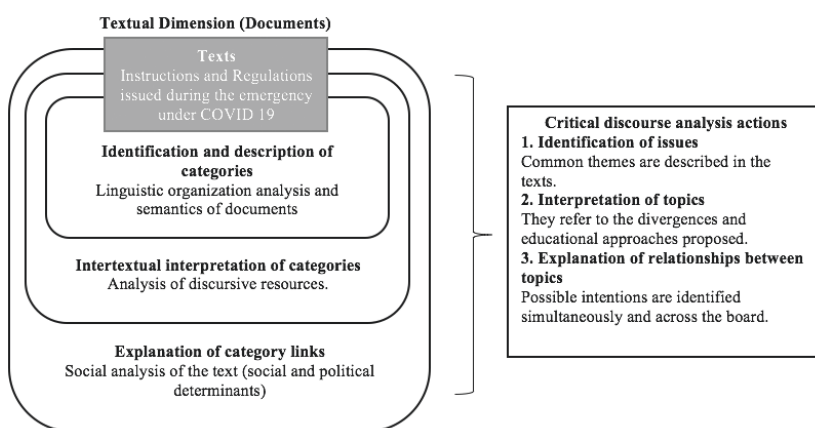 Textual Dimension (Documents)
Texts
Instructions and Regulations
issued during the emergency
under COVID 19
Identification and description of
categories
Linguistic organization analysis and
semantics of documents
Intertextual interpretation of categories
Analysis of discursive resources.
Explanation of category links
Social analysis of the text (social and political
determinants)
Critical discourse analysis actions
1. Identification of issues
Common themes are described in the
texts.
2. Interpretation of topics
They refer to the divergences and
educational approaches proposed.
3. Explanation of relationships between
topics
Possible intentions are identified
simultaneously and across the board.